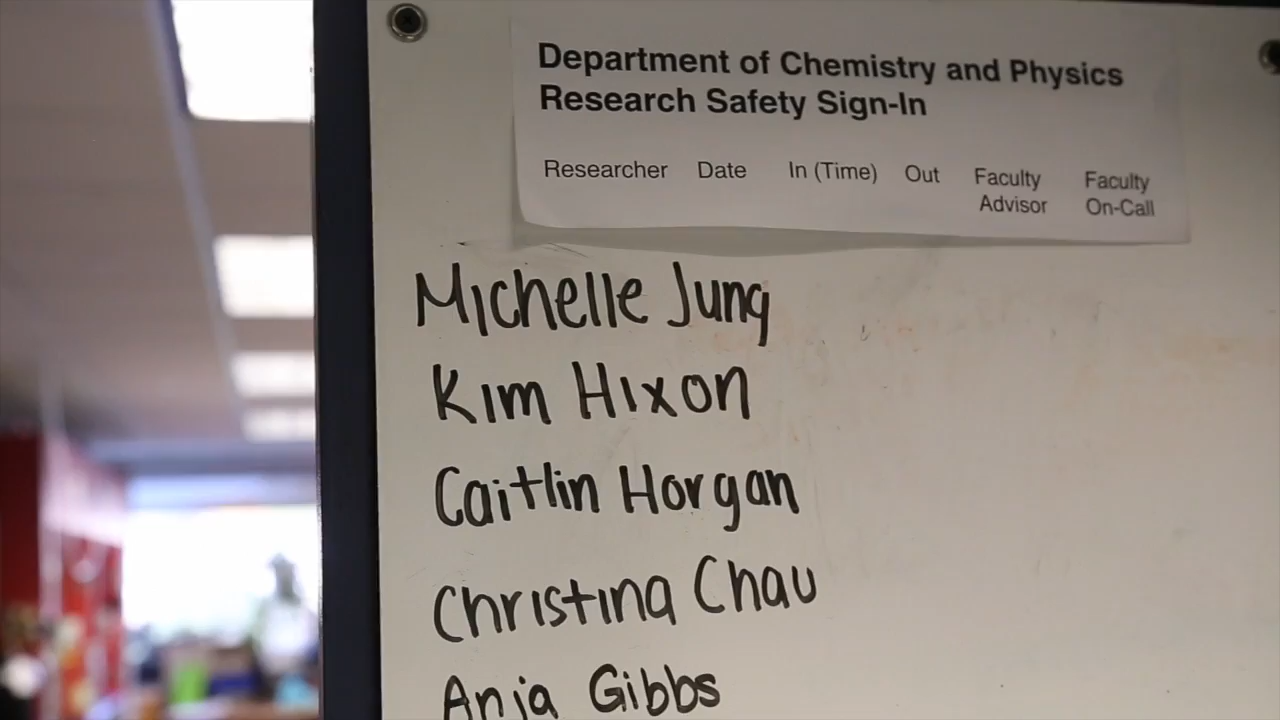 Department of Chemistry and Physics
Research Safety Sign-In
Researcher Date In (Time) Out Faculty Advisor Faculty On-Call
Michelle Jung
Kim Hixon
Caitlin Horgan
Christina Chau
Anja Gibbs